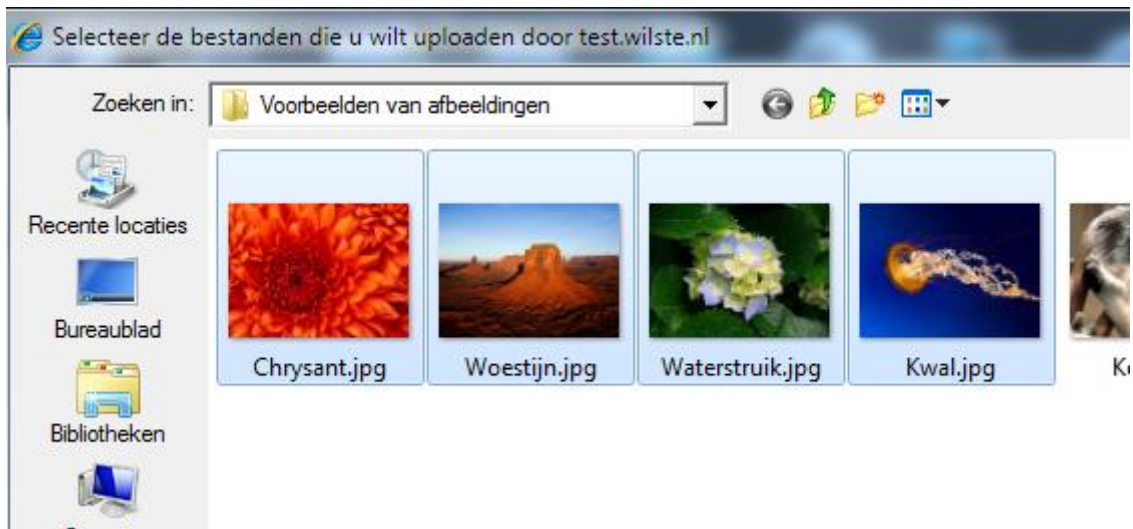 Selecteer de bestanden die u wilt uploaden door test.wilste.nl
Zoeken in: Voorbeelden van afbeeldingen
Recente locaties
Bureaublad
Bibliotheken
Chrysant.jpg Woestijn.jpg Waterstruik.jpg Kwal.jpg